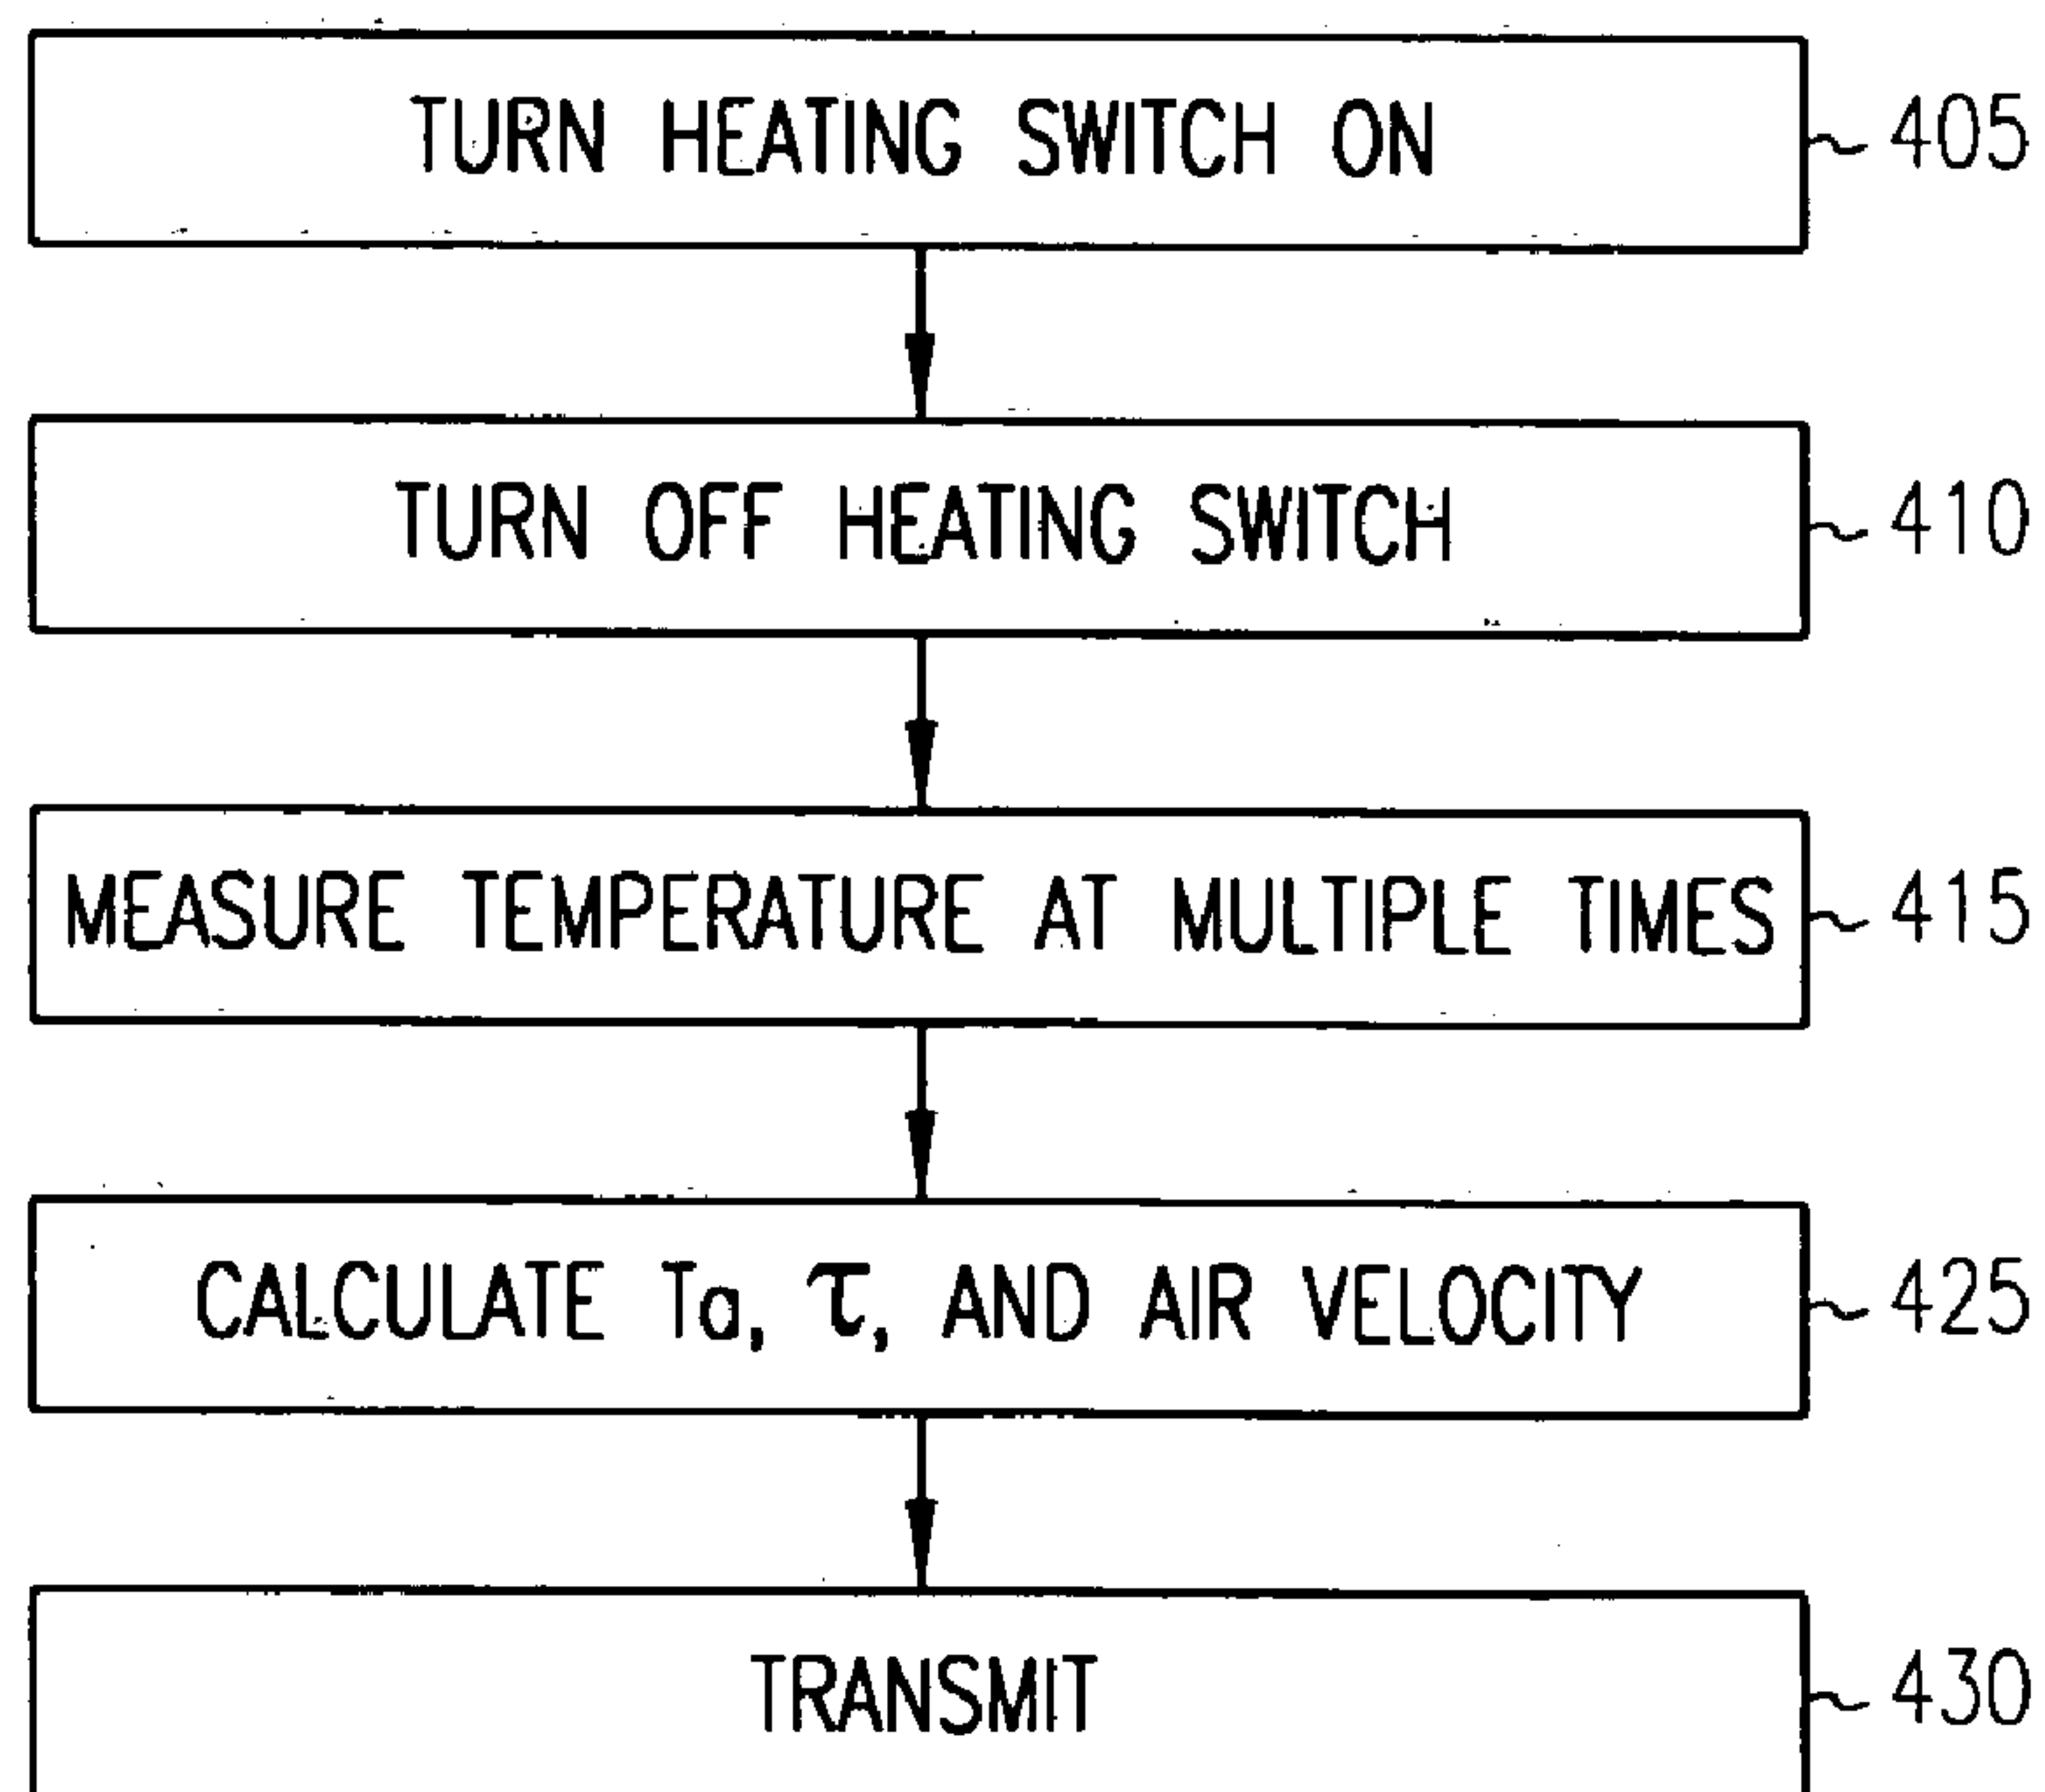 TURN HEATING SWITCH ON 405
TURN OFF HEATING SWITCH 410
MEASURE TEMPERATURE AT MULTIPLE TIMES 415
CALCULATE Ta, τ, AND AIR VELOCITY 425
TRANSMIT 430